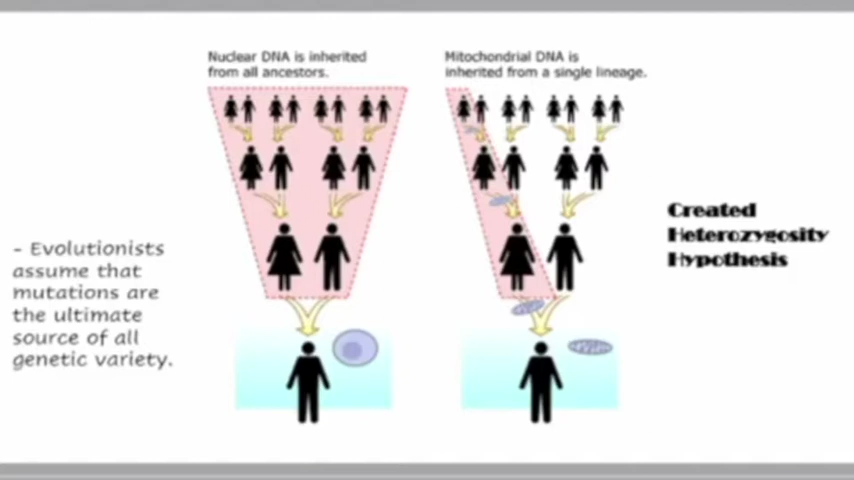 Nuclear DNA is inherited
from all ancestors.
Mitochondrial DNA is
inherited from a single lineage.
- Evolutionists
assume that
mutations are
the ultimate
source of all
genetic variety.
Created
Heterozygosity
Hypothesis